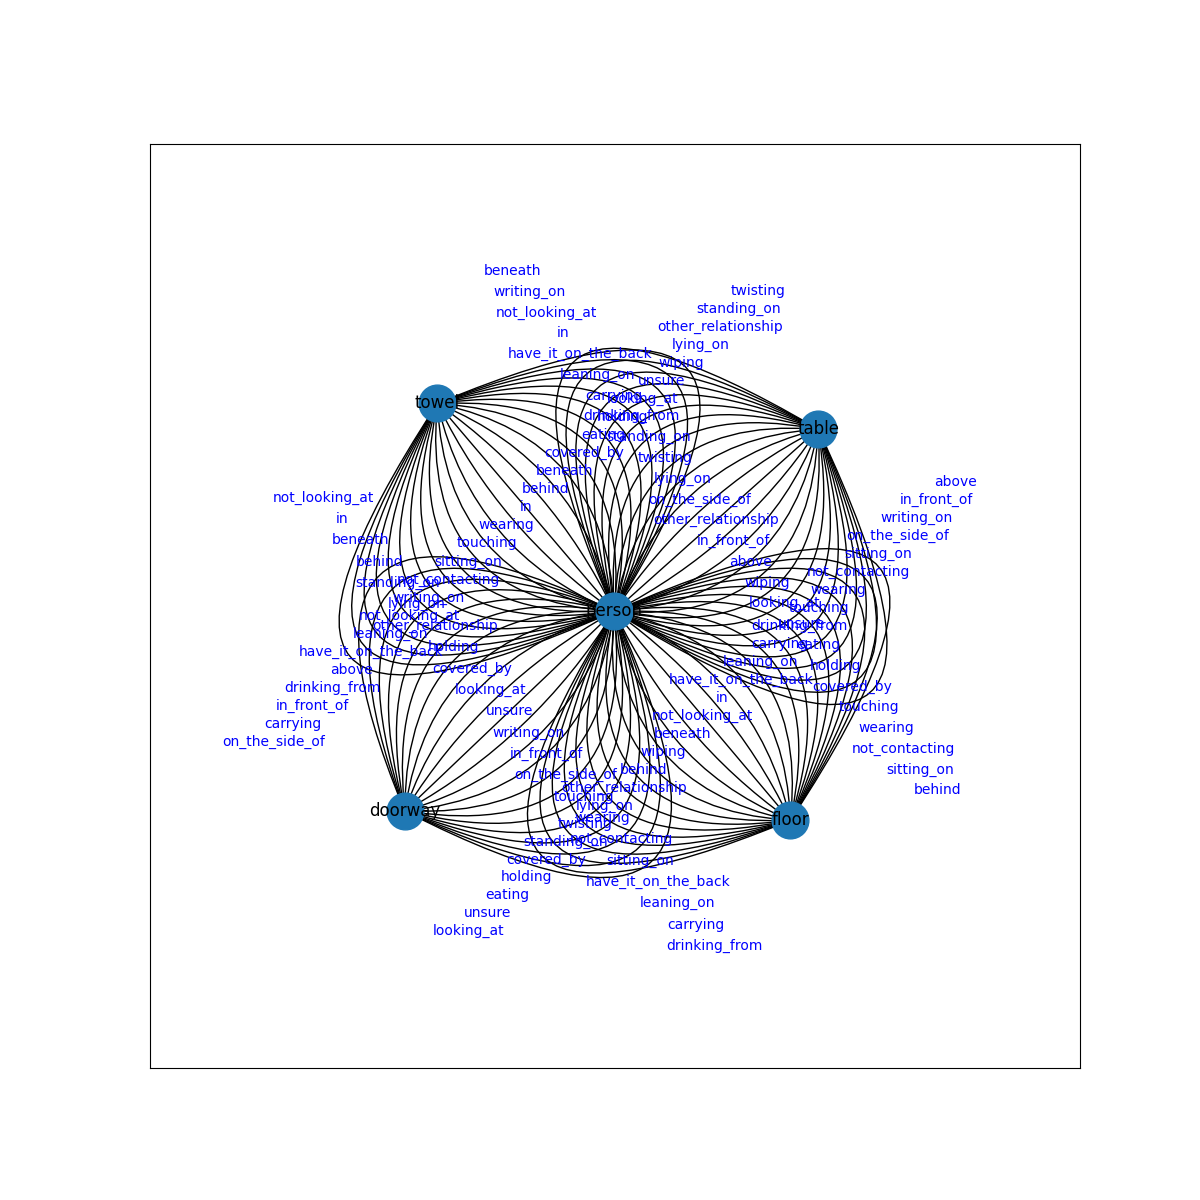 beneath
twisting
writing_on
standing_on
not_looking_at
other_relationship
in
lying_on
have_it_on_the_back
wiping
leaning_on
unsure
carrying
looking_at
towel
drinking_from
holding
table
eating
standing_on
covered_by
twisting
beneath
lying_on
above
behind
not_looking_at
on_the_side_of
in_front_of
in
in
other_relationship
writing_on
wearing
beneath
in_front_of
on_the_side_of
touching
sitting_on
behind
sitting_on
above
not_contacting
standing_on
not_contacting
wiping
wearing
lying_on
writing_on
looking_at
touching
person
not_looking_at
other_relationship
drinking_from
unsure
leaning_on
holding
carrying
eating
have_it_on_the_back
leaning_on
holding
above
covered_by
have_it_on_the_back
drinking_from
looking_at
in
covered_by
in_front_of
unsure
not_looking_at
touching
carrying
writing_on
beneath
wearing
on_the_side_of
in_front_of
wiping
not_contacting
on_the_side_of
behind
sitting_on
other_relationship
behind
touching
lying_on
doorway
wearing
floor
twisting
standing_on
not_contacting
covered_by
sitting_on
holding
have_it_on_the_back
eating
leaning_on
unsure
carrying
looking_at
drinking_from